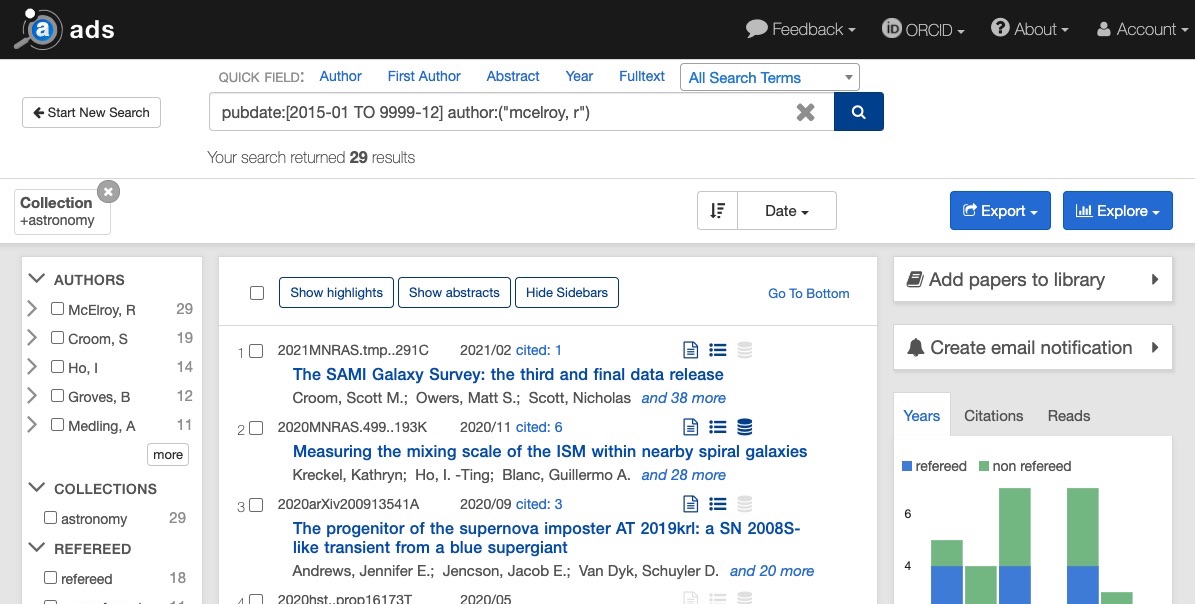 ads
Feedback ORCID About Account
QUICK FIELD: Author First Author Abstract Year Fulltext All Search Terms
Start New Search
pubdate:[2015-01 TO 9999-12] author:("mcelroy, r")
Your search returned 29 results
Collection
+astronomy
Date
Export
Explore
AUTHORS
McElroy, R 29
Croom, S 19
Ho, I 14
Groves, B 12
Medling, A 11
more
COLLECTIONS
astronomy 29
REFEREED
refereed 18
Show highlights Show abstracts Hide Sidebars Go To Bottom
1 2021MNRAS.tmp..291C 2021/02 cited: 1
The SAMI Galaxy Survey: the third and final data release
Croom, Scott M.; Owers, Matt S.; Scott, Nicholas and 38 more
2 2020MNRAS.499..193K 2020/11 cited: 6
Measuring the mixing scale of the ISM within nearby spiral galaxies
Kreckel, Kathryn; Ho, I. -Ting; Blanc, Guillermo A. and 28 more
3 2020arXiv200913541A 2020/09 cited: 3
The progenitor of the supernova imposter AT 2019krl: a SN 2008S-
like transient from a blue supergiant
Andrews, Jennifer E.; Jencson, Jacob E.; Van Dyk, Schuyler D. and 20 more
4 2020hst..prop16173T 2020/05
Add papers to library
Create email notification
Years Citations Reads
refereed non refereed
6
4